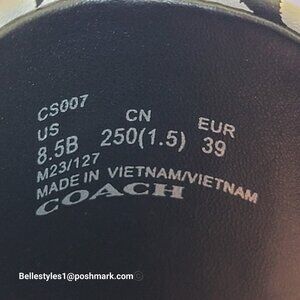 CS007
US CN EUR
8.5B 250(1.5) 39
M23/127
MADE IN VIETNAM/VIETNAM
COACH
Bellestyles1@poshmark.com